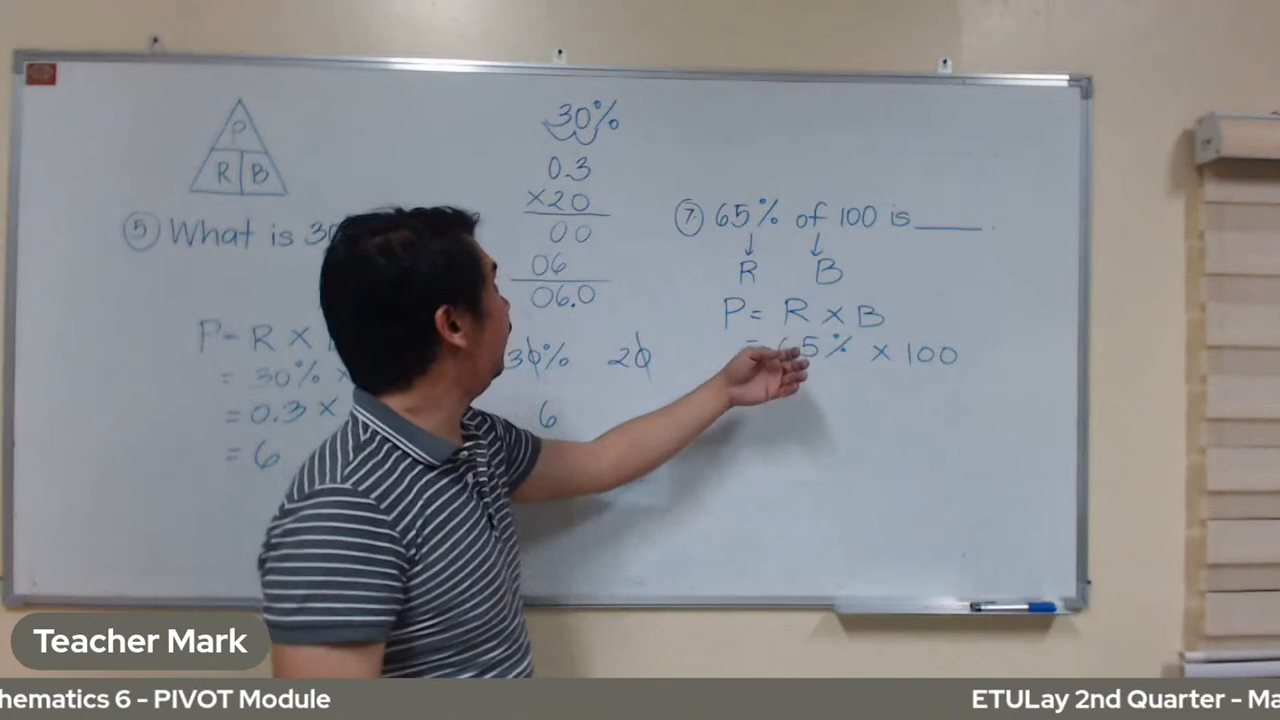 P
R B
⑤ What is 30
P = R ×
= 30% ×
= 0.3 ×
= 6
30%
0.3
×20
00
06
06.0
30% 20
6
⑦ 65% of 100 is ____.
↓ ↓
R B
P = R × B
= 65% × 100
Teacher Mark
hematics 6 - PIVOT Module
ETULay 2nd Quarter - Ma